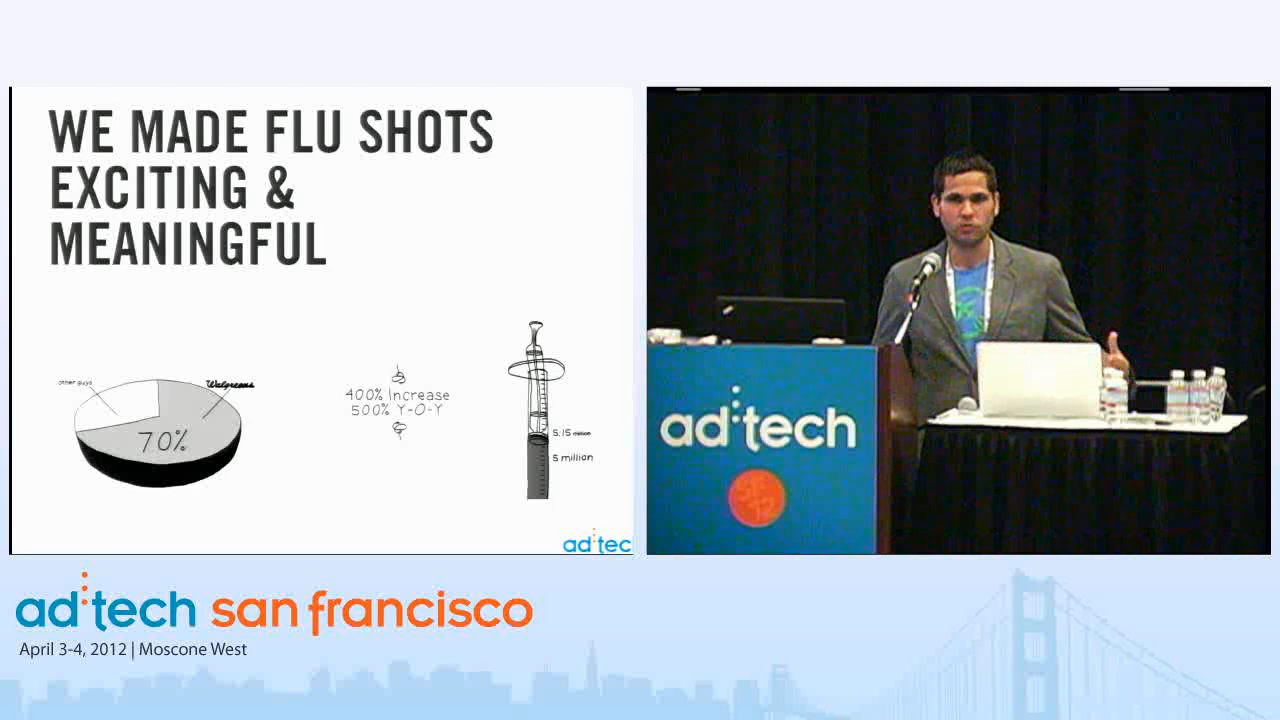 WE MADE FLU SHOTS
EXCITING &
MEANINGFUL
other guys
Walgreens
70%
400% Increase
500% Y-O-Y
5.15 million
5 million
ad:tec
ad:tech
ad:tech san francisco
April 3-4, 2012 | Moscone West